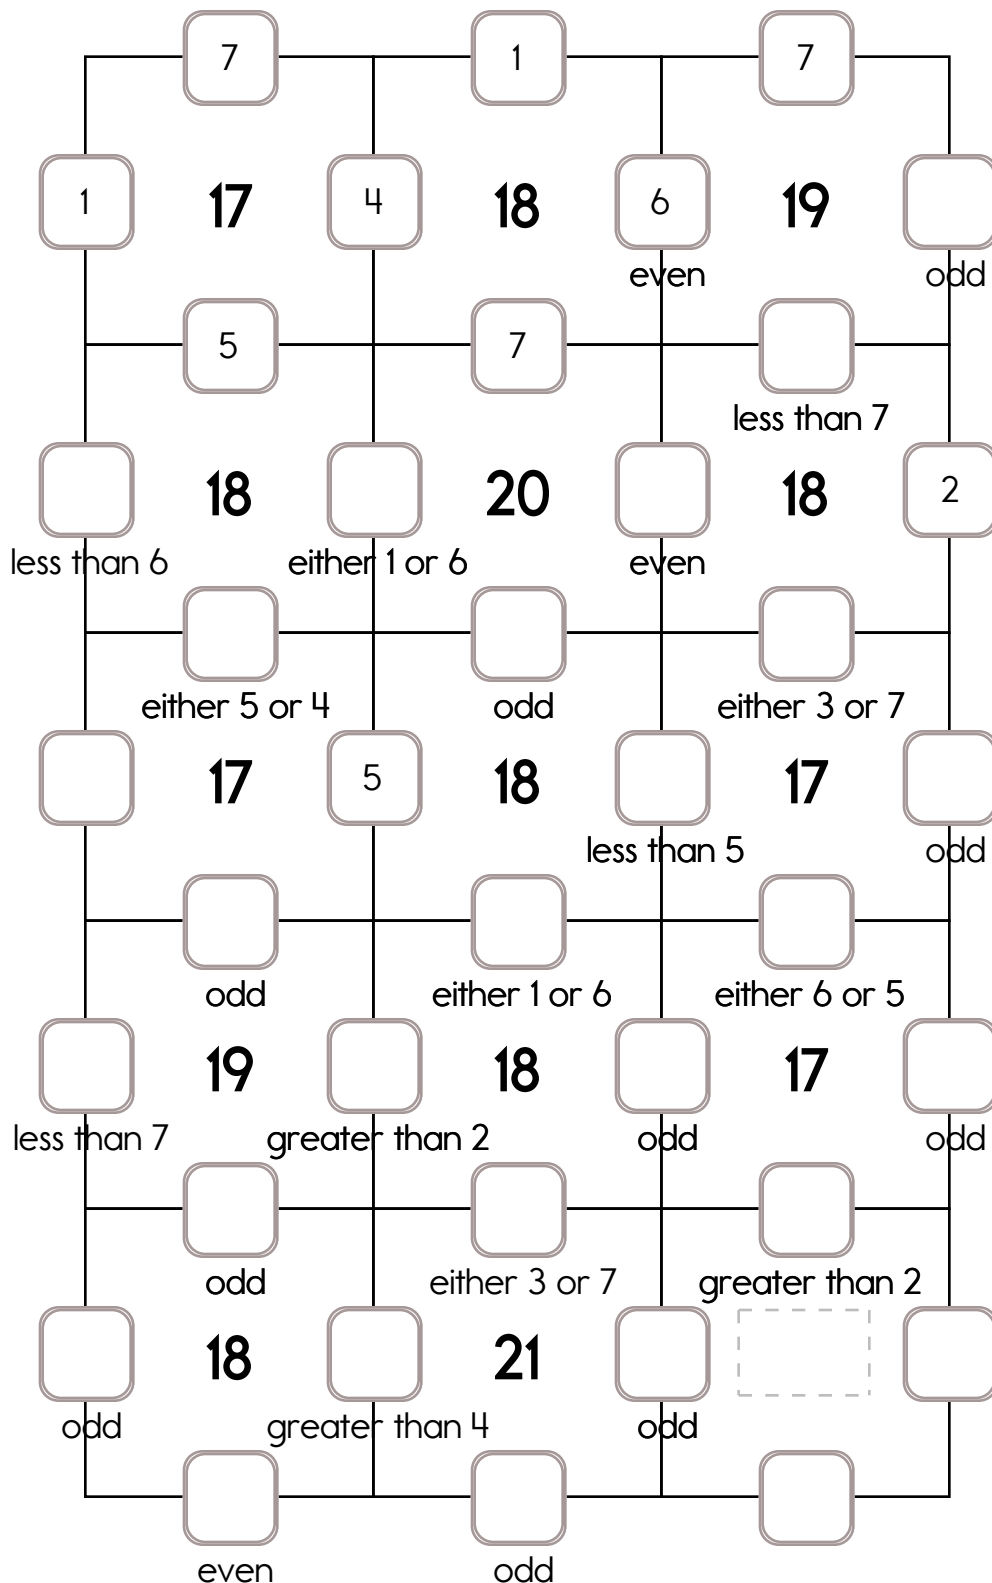 7 1 7
1 17 4 18 6 19
even odd
5 7
less than 7
18 20 18 2
less than 6 either 1 or 6 even
either 5 or 4 odd either 3 or 7
17 5 18 17
less than 5 odd
odd either 1 or 6 either 6 or 5
19 18 17
less than 7 greater than 2 odd odd
odd either 3 or 7 greater than 2
18 21
odd greater than 4 odd
even odd